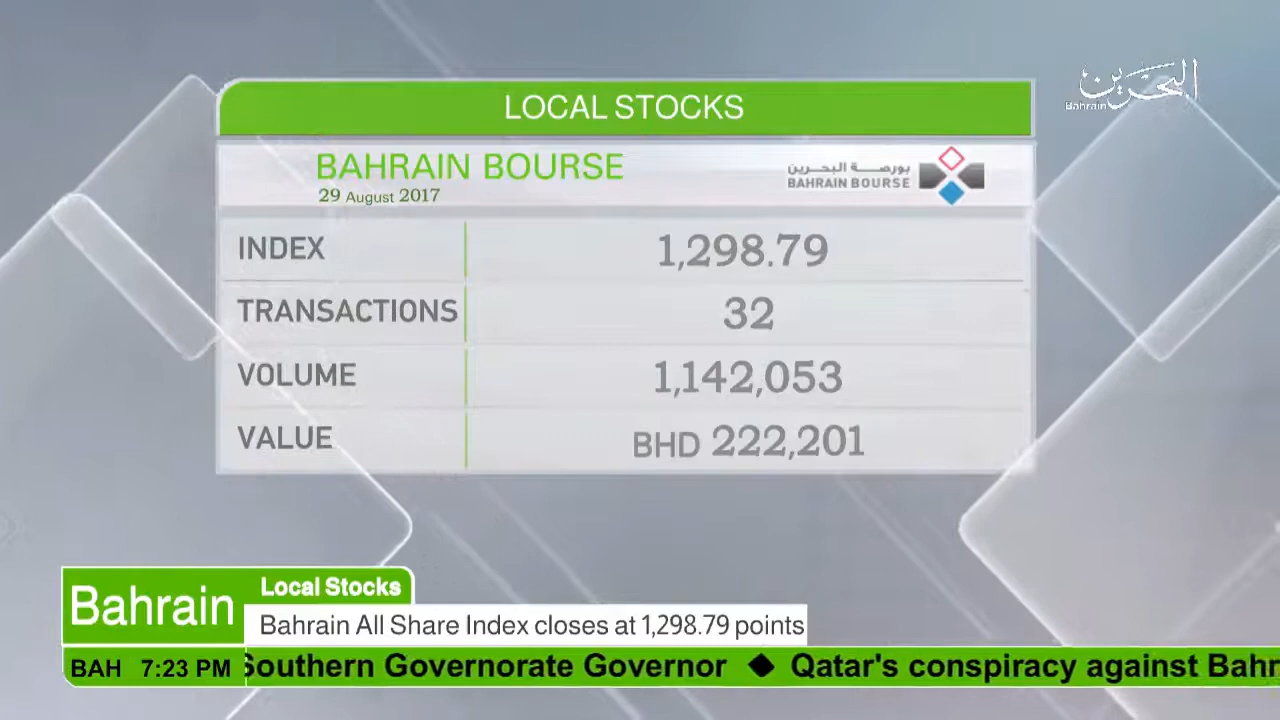 LOCAL STOCKS
البحرين
Bahrain
BAHRAIN BOURSE
29 August 2017
بورصة البحرين
BAHRAIN BOURSE
INDEX 1,298.79
TRANSACTIONS 32
VOLUME 1,142,053
VALUE BHD 222,201
Bahrain
Local Stocks
Bahrain All Share Index closes at 1,298.79 points
BAH 7:23 PM
Southern Governorate Governor ◆ Qatar's conspiracy against Bahr